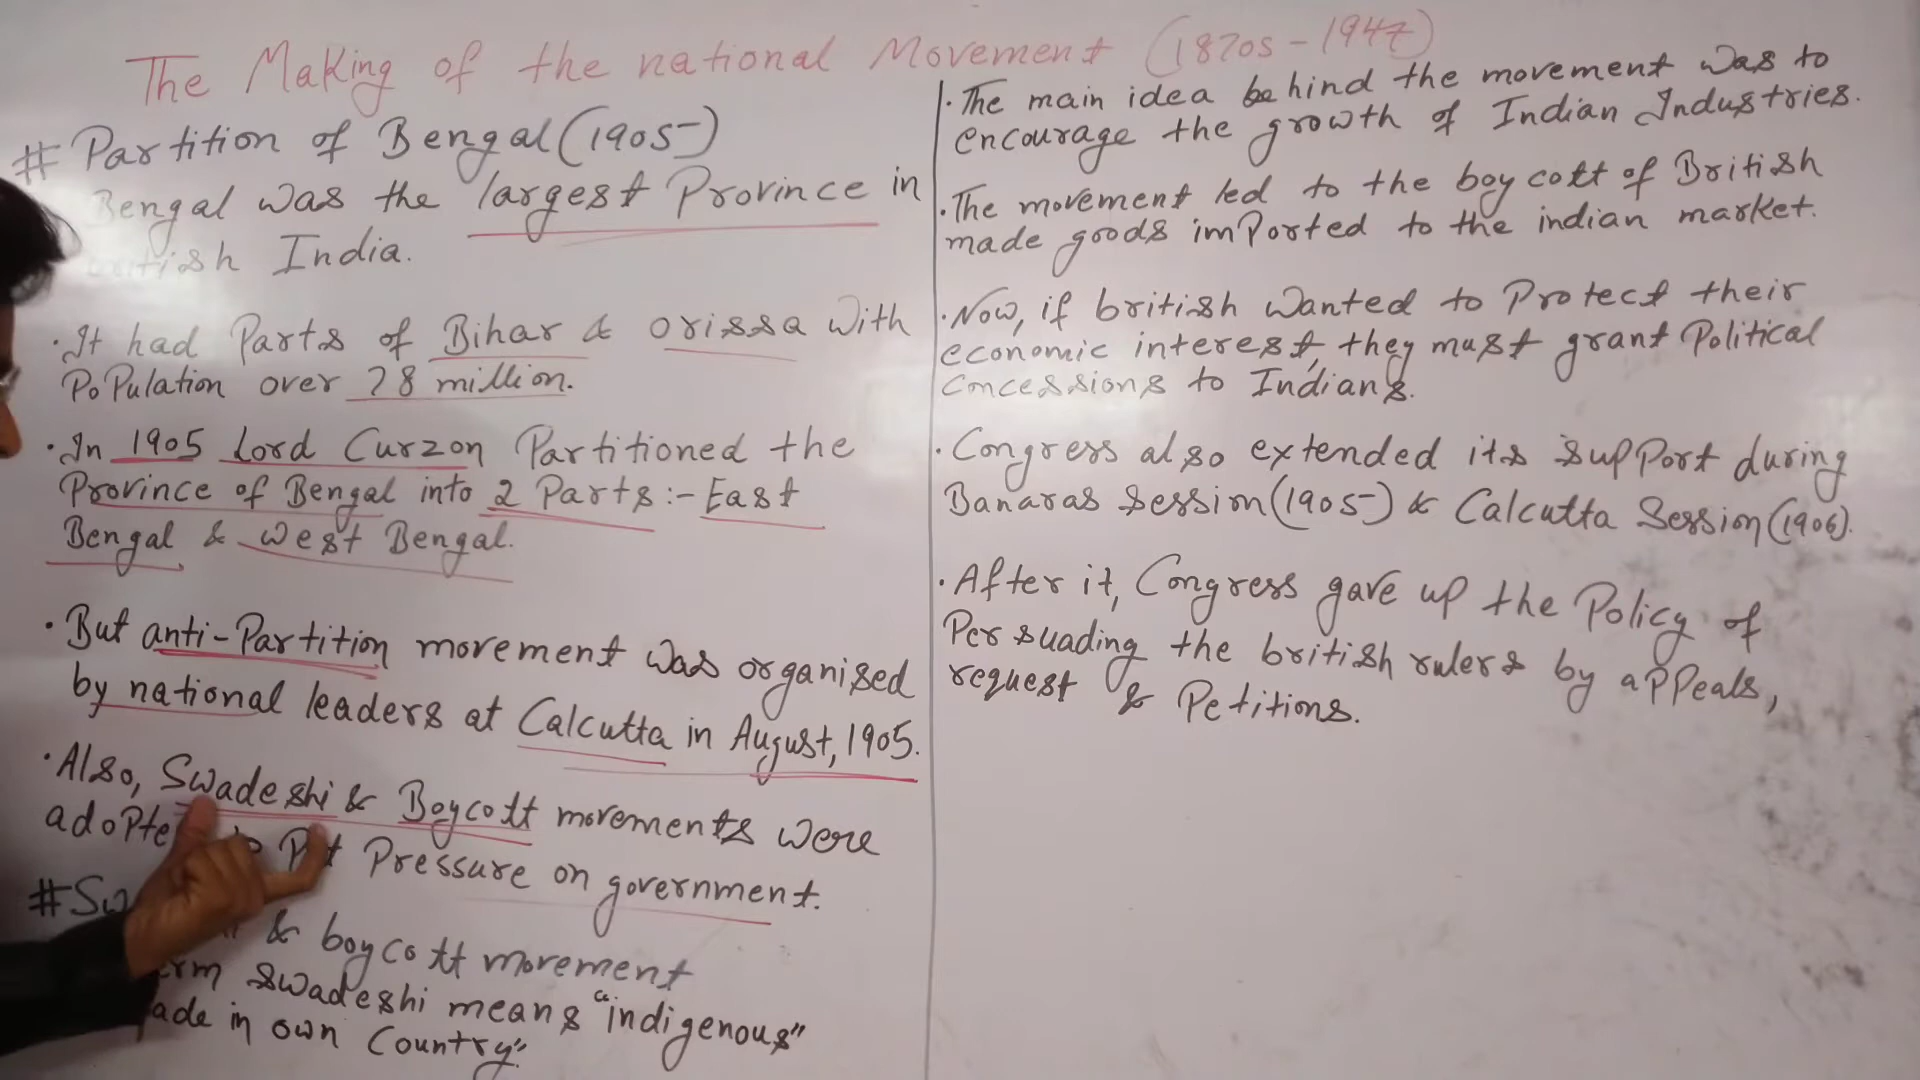 The Making of the national Movement (1870s-1947)
# Partition of Bengal (1905)
Bengal was the largest Province in
British India.
· It had Parts of Bihar & orissa with
PoPulation over 78 million.
· In 1905 Lord Curzon Partitioned the
Province of Bengal into 2 Parts:- East
Bengal & West Bengal.
· But anti-Partition movement was organised
by national leaders at Calcutta in August, 1905.
· Also, Swadeshi & Boycott movements were
adopte Pressure on government.
# Sw & boycott movement
swadeshi means "indigenous"
in own Country".
· The main idea behind the movement was to
encourage the growth of Indian Industries.
· The movement led to the boycott of British
made goods imPorted to the indian market.
· Now, if british wanted to Protect their
economic interest, they must grant Political
Concessions to Indians.
· Congress also extended its supPort during
Banaras Session (1905) & Calcutta Session (1906).
· After it, Congress gave up the Policy of
Persuading the british rulers by apPeals,
request & Petitions.